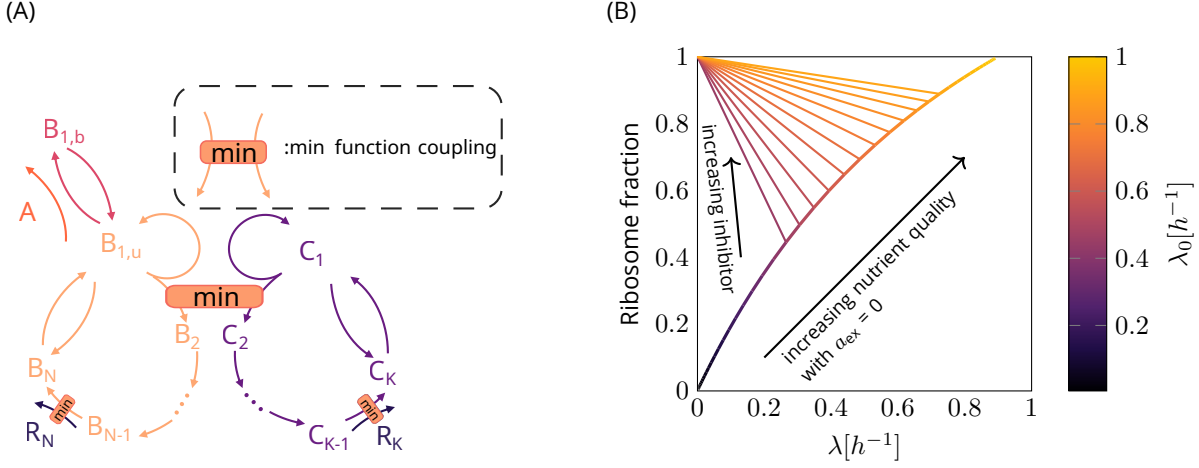 (A)
min
:min function coupling
B1,b
A
B1,u
C1
min
B2
C2
BN
CK
min
min
RN
BN-1
CK-1
RK
(B)
Ribosome fraction
1
0.8
0.6
0.4
0.2
0
increasing inhibitor
increasing nutrient quality
with aex = 0
0 0.2 0.4 0.6 0.8 1
λ[h−1]
1
0.8
0.6
0.4
0.2
λ0[h−1]